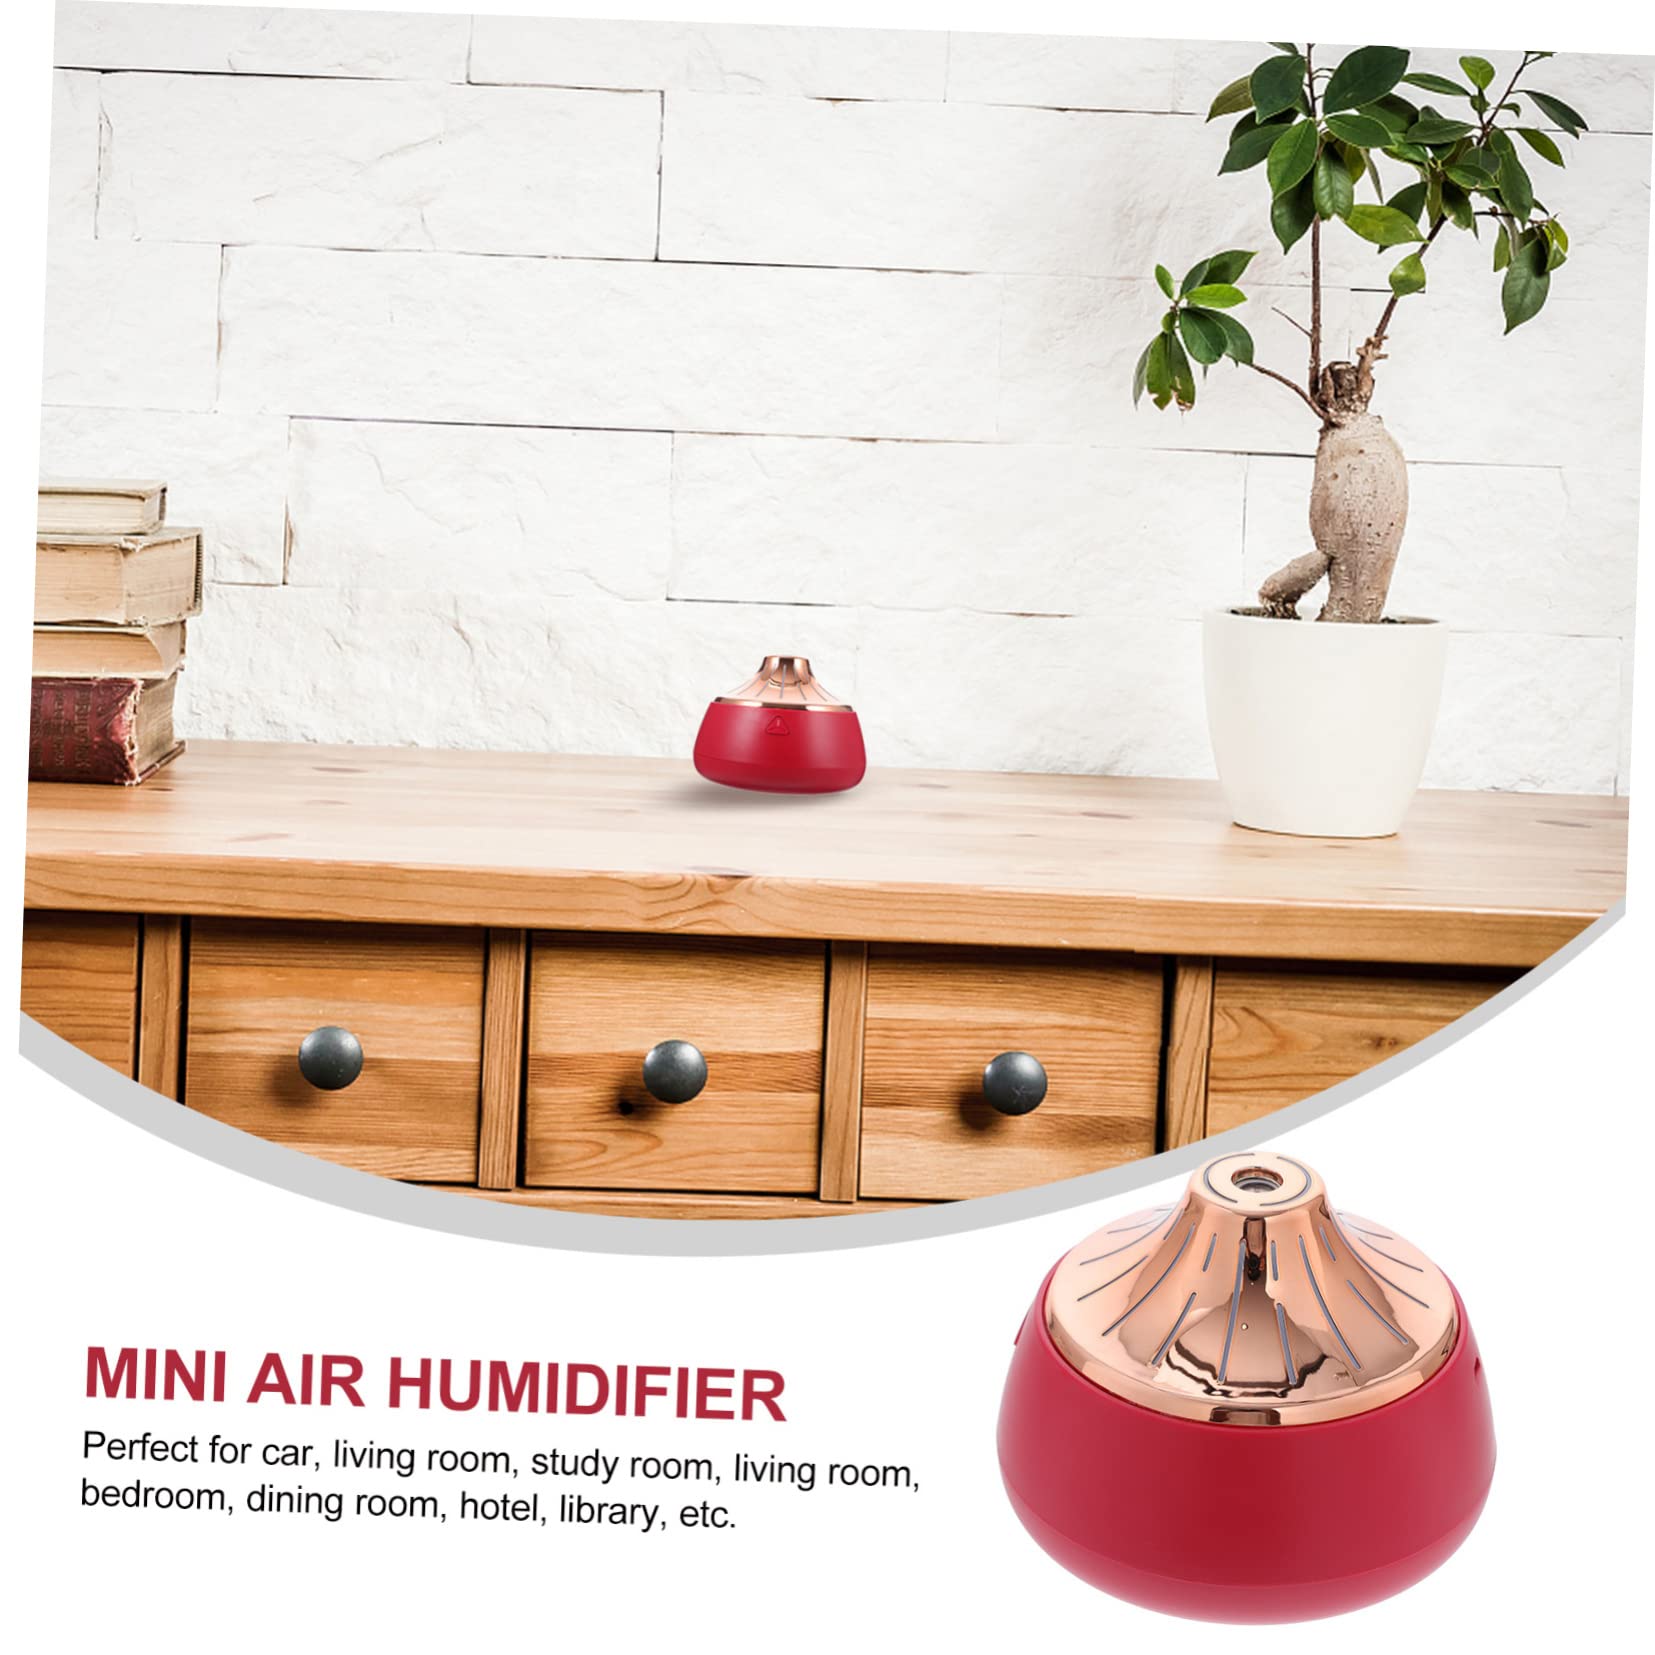 MINI AIR HUMIDIFIER
Perfect for car, living room, study room, living room,
bedroom, dining room, hotel, library, etc.